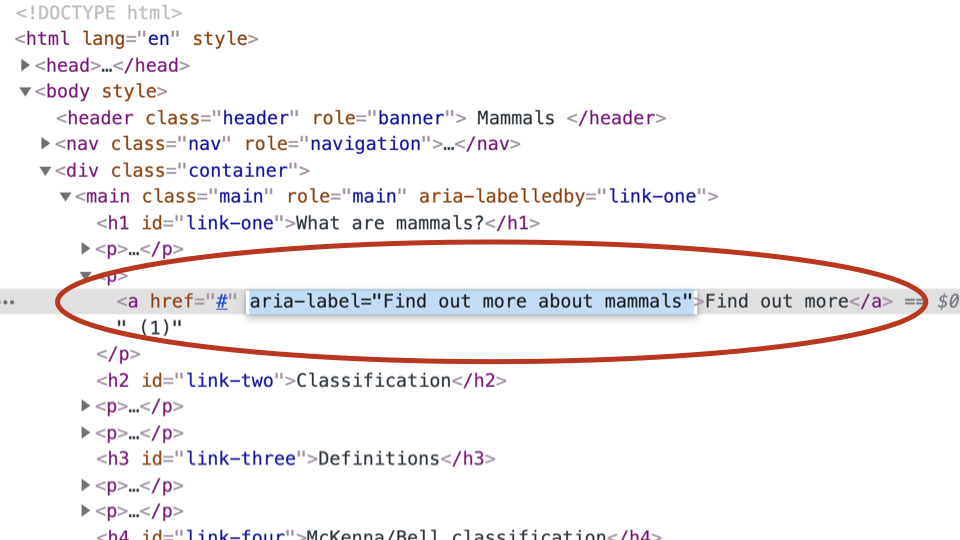 <!DOCTYPE html>
<html lang="en" style>
<head>…</head>
<body style>
<header class="header" role="banner"> Mammals </header>
<nav class="nav" role="navigation">…</nav>
<div class="container">
<main class="main" role="main" aria-labelledby="link-one">
<h1 id="link-one">What are mammals?</h1>
<p>…</p>
<p>
… <a href="#" aria-label="Find out more about mammals">Find out more</a> == $0
" (1)"
</p>
<h2 id="link-two">Classification</h2>
<p>…</p>
<p>…</p>
<h3 id="link-three">Definitions</h3>
<p>…</p>
<p>…</p>
<h4 id="link-four">McKenna/Bell classification</h4>